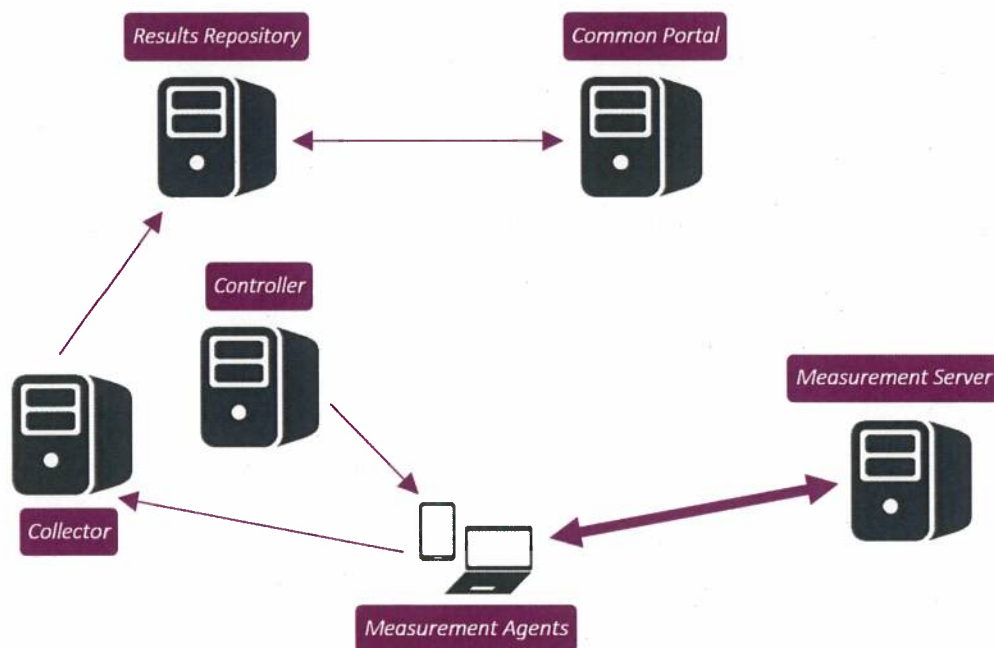 Results Repository
Common Portal
Controller
Measurement Server
Collector
Measurement Agents